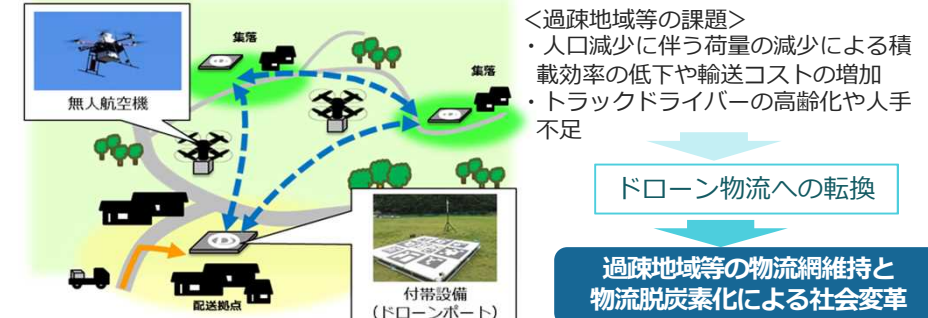 無人航空機
集落
集落
配送拠点
付帯設備
(ドローンポート)
<過疎地域等の課題>
・人口減少に伴う荷量の減少による積
載効率の低下や輸送コストの増加
・トラックドライバーの高齢化や人手
不足
ドローン物流への転換
過疎地域等の物流網維持と
物流脱炭素化による社会変革